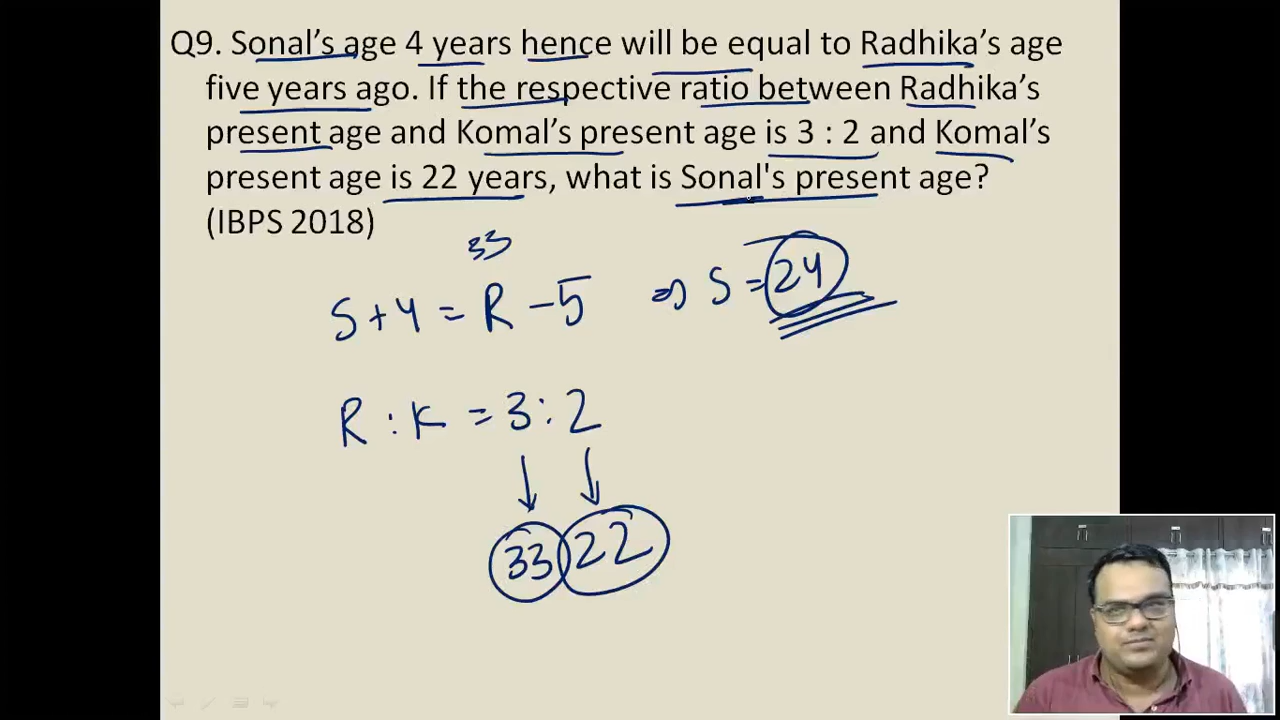 Q9. Sonal’s age 4 years hence will be equal to Radhika’s age
five years ago. If the respective ratio between Radhika’s
present age and Komal’s present age is 3 : 2 and Komal’s
present age is 22 years, what is Sonal's present age?
(IBPS 2018)
33
S+4 = R -5 ⇒ S = 24
R : K = 3 : 2
33 22